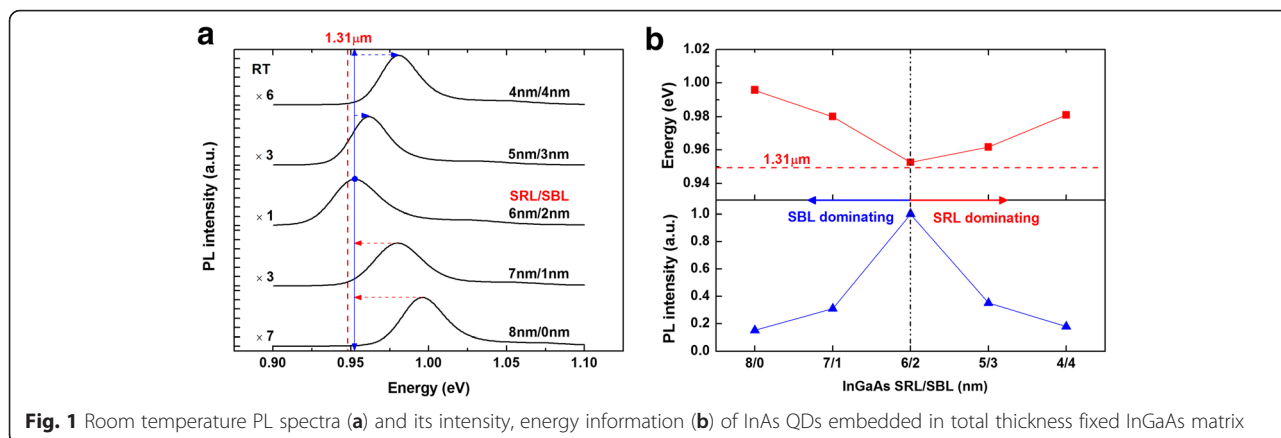 a
1.31μm
RT
× 6
4nm/4nm
× 3
5nm/3nm
SRL/SBL
× 1
6nm/2nm
× 3
7nm/1nm
× 7
8nm/0nm
PL intensity (a.u.)
0.90
0.95
1.00
1.05
1.10
Energy (eV)
b
1.02
1.00
0.98
0.96
0.94
Energy (eV)
1.31μm
SBL dominating
SRL dominating
1.0
0.8
0.6
0.4
0.2
0.0
PL intensity (a.u.)
8/0
7/1
6/2
5/3
4/4
InGaAs SRL/SBL (nm)
Fig. 1 Room temperature PL spectra (a) and its intensity, energy information (b) of InAs QDs embedded in total thickness fixed InGaAs matrix